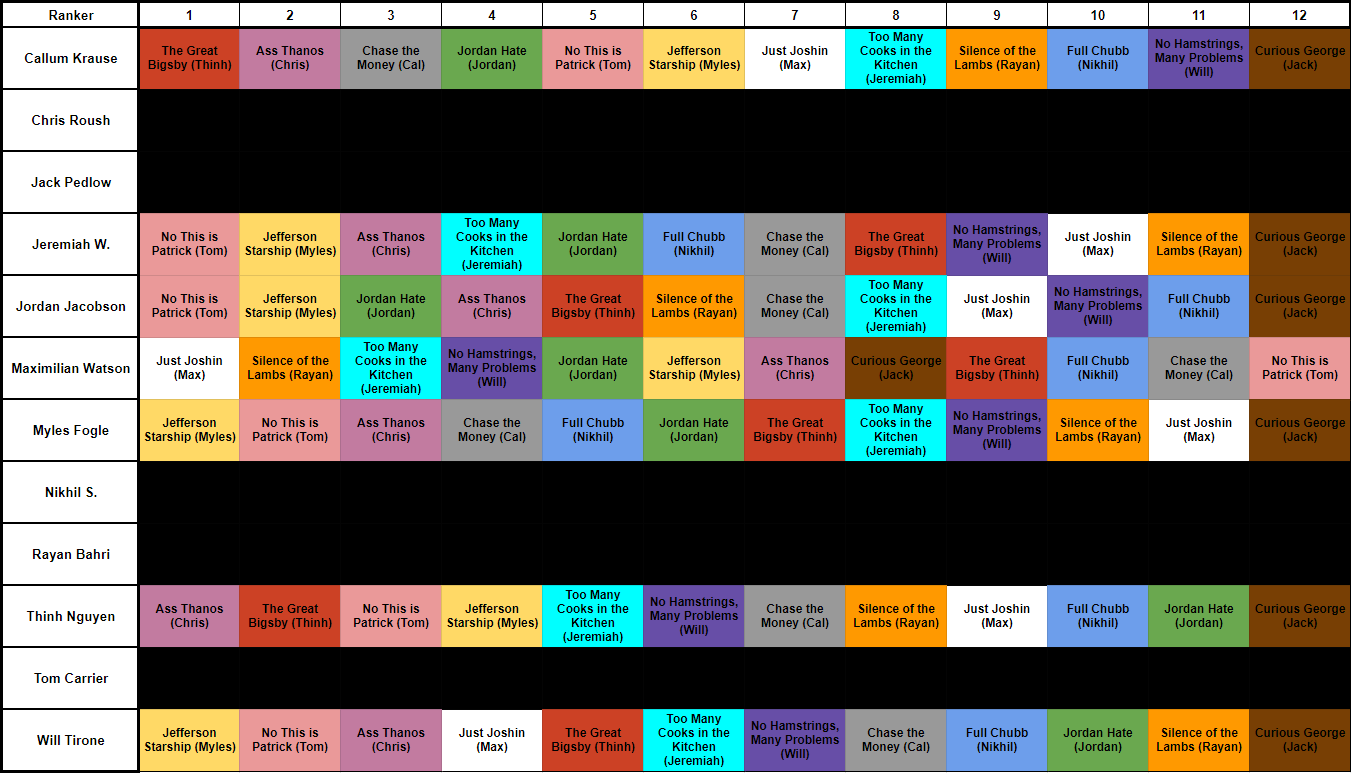 Ranker 1 2 3 4 5 6 7 8 9 10 11 12
Callum Krause
The Great
Bigsby (Thinh)
Ass Thanos
(Chris)
Chase the
Money (Cal)
Jordan Hate
(Jordan)
No This is
Patrick (Tom)
Jefferson
Starship (Myles)
Just Joshin
(Max)
Too Many
Cooks in the
Kitchen
(Jeremiah)
Silence of the
Lambs (Rayan)
Full Chubb
(Nikhil)
No Hamstrings,
Many Problems
(Will)
Curious George
(Jack)
Chris Roush
Jack Pedlow
Jeremiah W.
No This is
Patrick (Tom)
Jefferson
Starship (Myles)
Ass Thanos
(Chris)
Too Many
Cooks in the
Kitchen
(Jeremiah)
Jordan Hate
(Jordan)
Full Chubb
(Nikhil)
Chase the
Money (Cal)
The Great
Bigsby (Thinh)
No Hamstrings,
Many Problems
(Will)
Just Joshin
(Max)
Silence of the
Lambs (Rayan)
Curious George
(Jack)
Jordan Jacobson
No This is
Patrick (Tom)
Jefferson
Starship (Myles)
Jordan Hate
(Jordan)
Ass Thanos
(Chris)
The Great
Bigsby (Thinh)
Silence of the
Lambs (Rayan)
Chase the
Money (Cal)
Too Many
Cooks in the
Kitchen
(Jeremiah)
Just Joshin
(Max)
No Hamstrings,
Many Problems
(Will)
Full Chubb
(Nikhil)
Curious George
(Jack)
Maximilian Watson
Just Joshin
(Max)
Silence of the
Lambs (Rayan)
Too Many
Cooks in the
Kitchen
(Jeremiah)
No Hamstrings,
Many Problems
(Will)
Jordan Hate
(Jordan)
Jefferson
Starship (Myles)
Ass Thanos
(Chris)
Curious George
(Jack)
The Great
Bigsby (Thinh)
Full Chubb
(Nikhil)
Chase the
Money (Cal)
No This is
Patrick (Tom)
Myles Fogle
Jefferson
Starship (Myles)
No This is
Patrick (Tom)
Ass Thanos
(Chris)
Chase the
Money (Cal)
Full Chubb
(Nikhil)
Jordan Hate
(Jordan)
The Great
Bigsby (Thinh)
Too Many
Cooks in the
Kitchen
(Jeremiah)
No Hamstrings,
Many Problems
(Will)
Silence of the
Lambs (Rayan)
Just Joshin
(Max)
Curious George
(Jack)
Nikhil S.
Rayan Bahri
Thinh Nguyen
Ass Thanos
(Chris)
The Great
Bigsby (Thinh)
No This is
Patrick (Tom)
Jefferson
Starship (Myles)
Too Many
Cooks in the
Kitchen
(Jeremiah)
No Hamstrings,
Many Problems
(Will)
Chase the
Money (Cal)
Silence of the
Lambs (Rayan)
Just Joshin
(Max)
Full Chubb
(Nikhil)
Jordan Hate
(Jordan)
Curious George
(Jack)
Tom Carrier
Will Tirone
Jefferson
Starship (Myles)
No This is
Patrick (Tom)
Ass Thanos
(Chris)
Just Joshin
(Max)
The Great
Bigsby (Thinh)
Too Many
Cooks in the
Kitchen
(Jeremiah)
No Hamstrings,
Many Problems
(Will)
Chase the
Money (Cal)
Full Chubb
(Nikhil)
Jordan Hate
(Jordan)
Silence of the
Lambs (Rayan)
Curious George
(Jack)